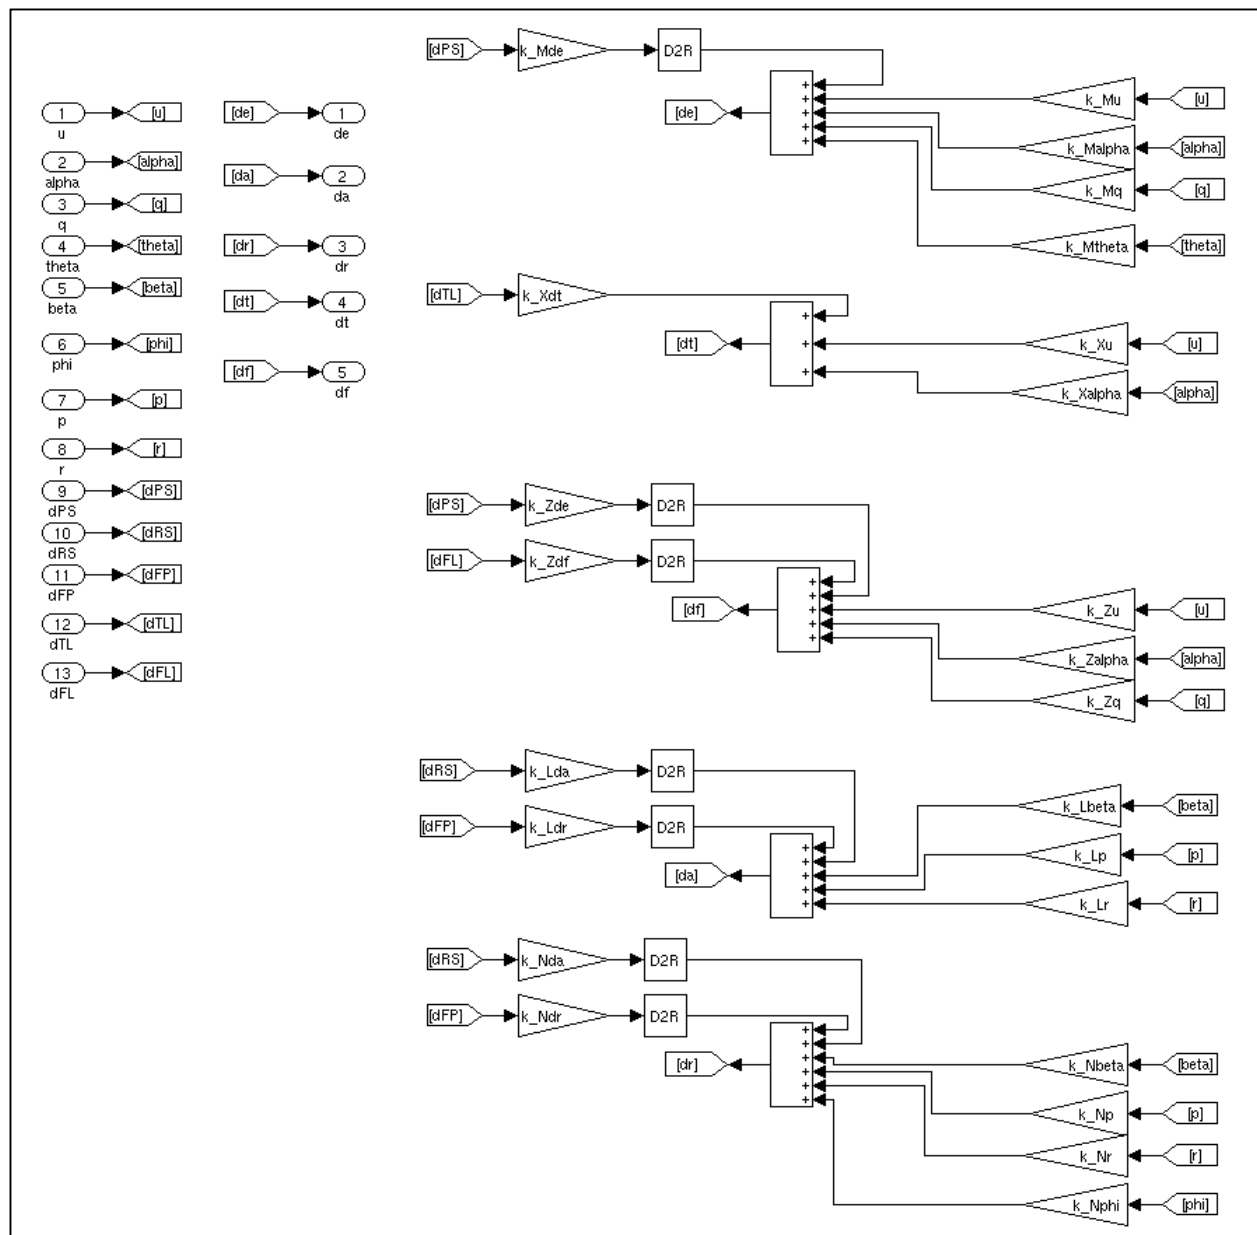 1 [u] [de] 1
u de
2 [alpha] [da] 2
alpha da
3 [q]
q
4 [theta] [dr] 3
theta dr
5 [beta] [dt] 4
beta dt
6 [phi] [df] 5
phi df
7 [p]
p
8 [r]
r
9 [dPS]
dPS
10 [dRS]
dRS
11 [dFP]
dFP
12 [dTL]
dTL
13 [dFL]
dFL
[dPS] k_Mde D2R
+
+ k_Mu [u]
[de] + k_Malpha [alpha]
+ k_Mq [q]
+ k_Mtheta [theta]
[dTL] k_Xdt
+
[dt] + k_Xu [u]
+ k_Xalpha [alpha]
[dPS] k_Zde D2R
[dFL] k_Zdf D2R
+
+
[df] + k_Zu [u]
+ k_Zalpha [alpha]
+ k_Zq [q]
[dRS] k_Lda D2R
[dFP] k_Ldr D2R
+
+
[da] + k_Lbeta [beta]
+ k_Lp [p]
+ k_Lr [r]
[dRS] k_Nda D2R
[dFP] k_Ndr D2R
+
+
[dr] + k_Nbeta [beta]
+ k_Np [p]
+ k_Nr [r]
+ k_Nphi [phi]